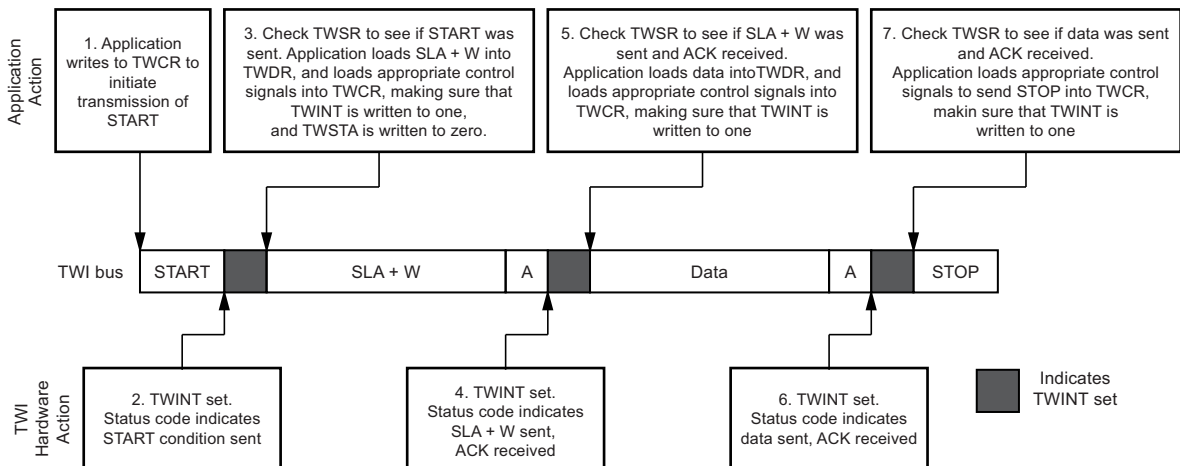 Application
Action
1. Application
writes to TWCR to
initiate
transmission of
START
3. Check TWSR to see if START was
sent. Application loads SLA + W into
TWDR, and loads appropriate control
signals into TWCR, making sure that
TWINT is written to one,
and TWSTA is written to zero.
5. Check TWSR to see if SLA + W was
sent and ACK received.
Application loads data intoTWDR, and
loads appropriate control signals into
TWCR, making sure that TWINT is
written to one
7. Check TWSR to see if data was sent
and ACK received.
Application loads appropriate control
signals to send STOP into TWCR,
makin sure that TWINT is
written to one
TWI bus
START
SLA + W
A
Data
A
STOP
TWI
Hardware
Action
2. TWINT set.
Status code indicates
START condition sent
4. TWINT set.
Status code indicates
SLA + W sent,
ACK received
6. TWINT set.
Status code indicates
data sent, ACK received
Indicates
TWINT set